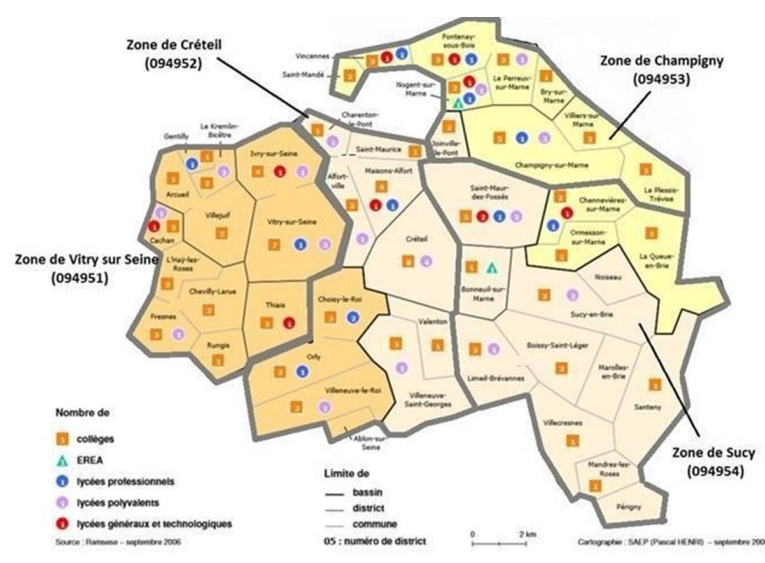 Zone de Créteil
(094952)
Zone de Champigny
(094953)
Zone de Vitry sur Seine
(094951)
Zone de Sucy
(094954)
Vincennes
Saint-Mandé
Fontenay-
sous-Bois
Nogent-sur-
Marne
Le Perreux-
sur-Marne
Bry-sur-
Marne
Villiers-sur-
Marne
Champigny-sur-Marne
Le Plessis-
Trévise
Joinville-
le-Pont
Charenton-
le-Pont
Saint-Maurice
Maisons-Alfort
Alfort-
ville
Gentilly
Le Kremlin-
Bicêtre
Ivry-sur-Seine
Arcueil
Villejuif
Vitry-sur-Seine
Cachan
L'Haÿ-les-
Roses
Chevilly-Larue
Fresnes
Rungis
Thiais
Choisy-le-Roi
Orly
Villeneuve-le-Roi
Ablon-sur-
Seine
Créteil
Saint-Maur-
des-Fossés
Bonneuil-sur-
Marne
Chennevières-
sur-Marne
Ormesson-
sur-Marne
La Queue-
en-Brie
Noiseau
Sucy-en-Brie
Valenton
Villeneuve-
Saint-Georges
Limeil-Brévannes
Boissy-Saint-Léger
Marolles-
en-Brie
Santeny
Villecresnes
Mandres-les-
Roses
Périgny
Nombre de
1 collèges
1 EREA
1 lycées professionnels
1 lycées polyvalents
1 lycées généraux et technologiques
Source : Ramsese – septembre 2006
Limite de
bassin
district
commune
05 : numéro de district
0 2 km
Cartographie : SAEP (Pascal HENRI) – septembre